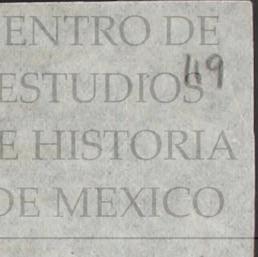 ENTRO DE
49
ESTUDIOS
E HISTORIA
DE MEXICO